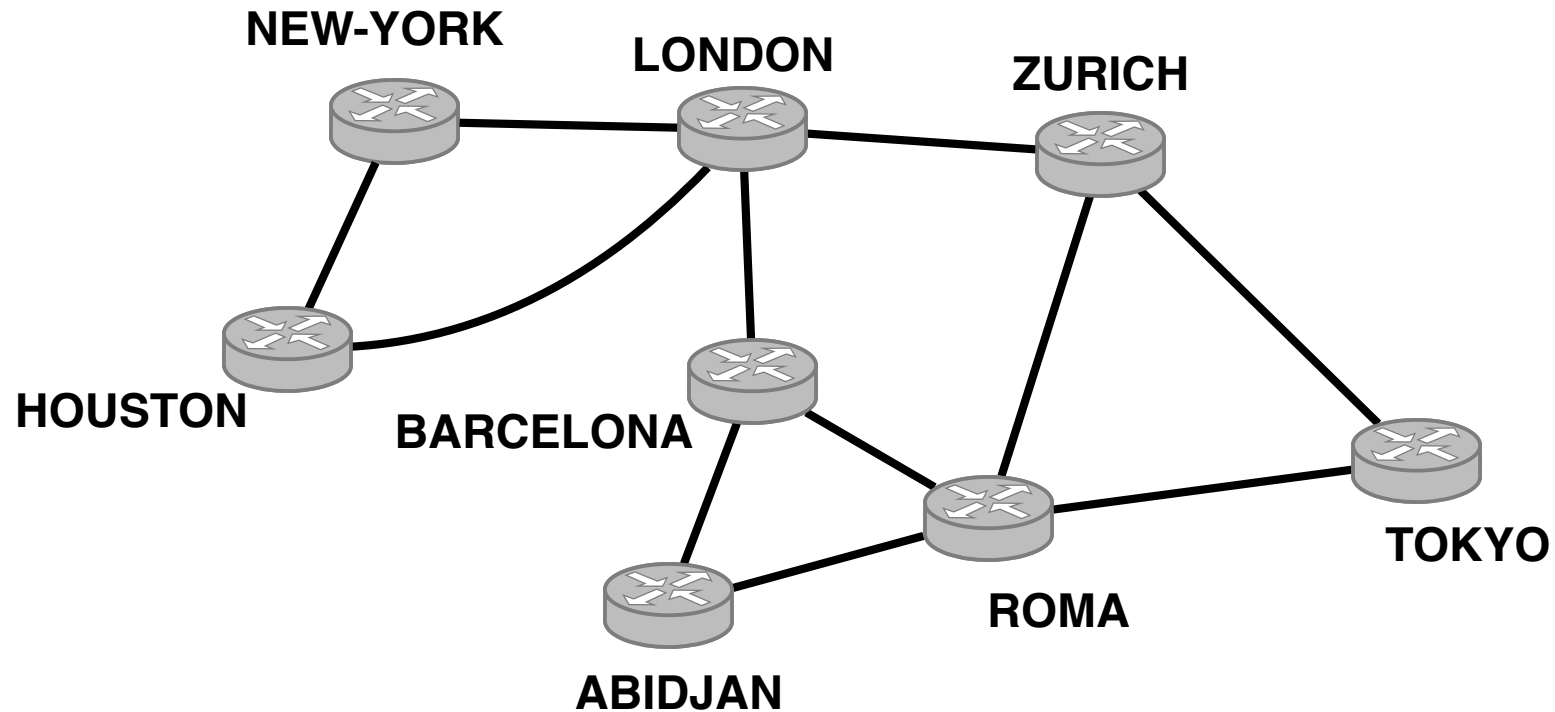 NEW-YORK
LONDON
ZURICH
HOUSTON
BARCELONA
TOKYO
ROMA
ABIDJAN